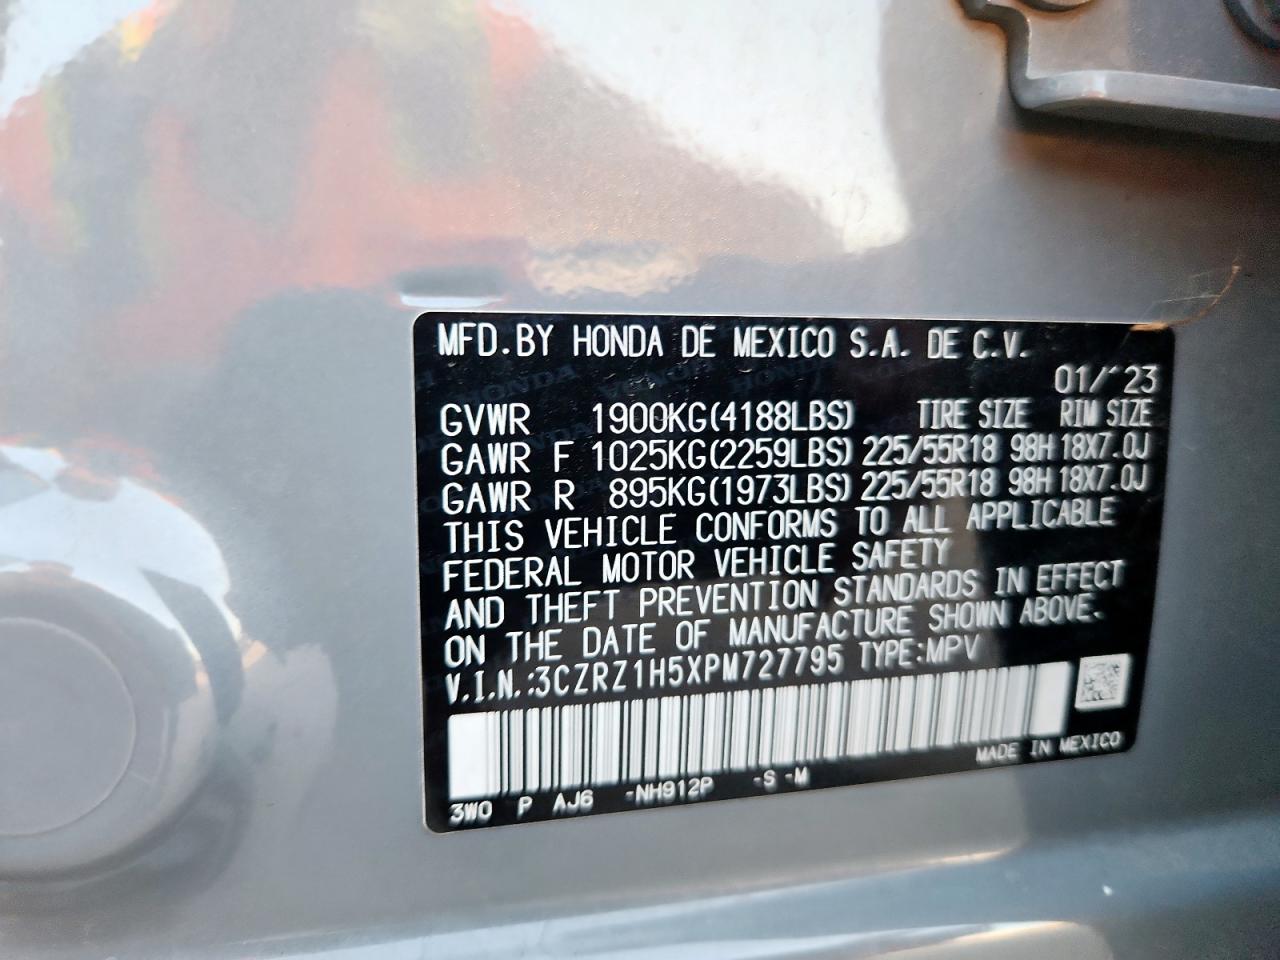 MFD.BY HONDA DE MEXICO S.A. DE C.V.
01/'23
GVWR 1900KG(4188LBS) TIRE SIZE RIM SIZE
GAWR F 1025KG(2259LBS) 225/55R18 98H 18X7.0J
GAWR R 895KG(1973LBS) 225/55R18 98H 18X7.0J
THIS VEHICLE CONFORMS TO ALL APPLICABLE
FEDERAL MOTOR VEHICLE SAFETY
AND THEFT PREVENTION STANDARDS IN EFFECT
ON THE DATE OF MANUFACTURE SHOWN ABOVE.
V.I.N.:3CZRZ1H5XPM727795 TYPE:MPV
MADE IN MEXICO
3W0 P AJ6 -NH912P -S -M